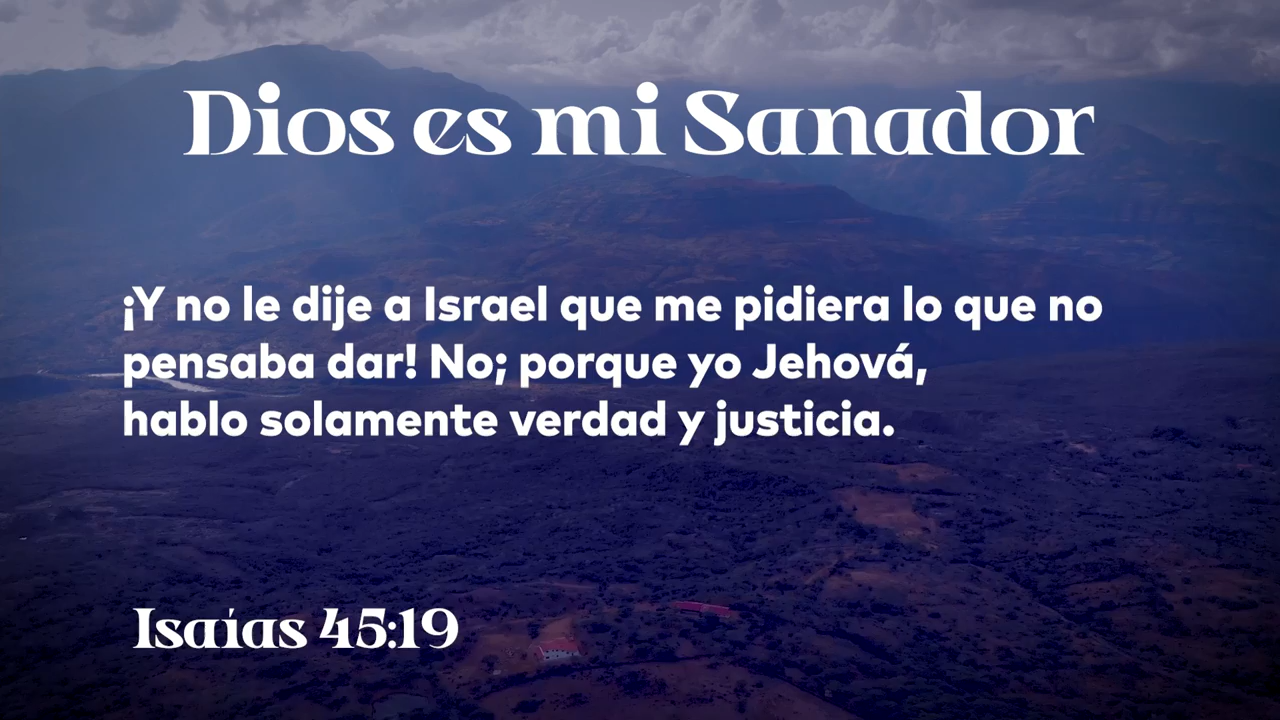 Dios es mi Sanador
¡Y no le dije a Israel que me pidiera lo que no
pensaba dar! No; porque yo Jehová,
hablo solamente verdad y justicia.
Isaías 45:19